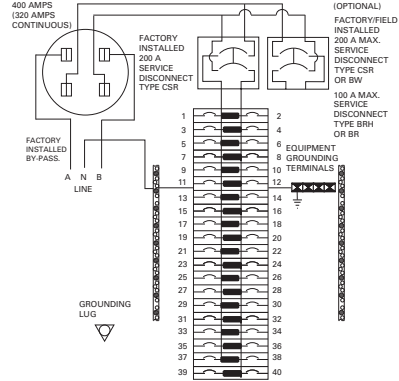 400 AMPS
(320 AMPS
CONTINUOUS)
FACTORY
INSTALLED
200 A
SERVICE
DISCONNECT
TYPE CSR
(OPTIONAL)
FACTORY/FIELD
INSTALLED
200 A MAX.
SERVICE
DISCONNECT
TYPE CSR
OR BW
100 A MAX.
SERVICE
DISCONNECT
TYPE BRH
OR BR
FACTORY
INSTALLED
BY-PASS.
A N B
LINE
EQUIPMENT
GROUNDING
TERMINALS
1 2
3 4
5 6
7 8
9 10
11 12
13 14
15 16
17 18
19 20
21 22
23 24
25 26
27 28
29 30
31 32
33 34
35 36
37 38
39 40
GROUNDING
LUG